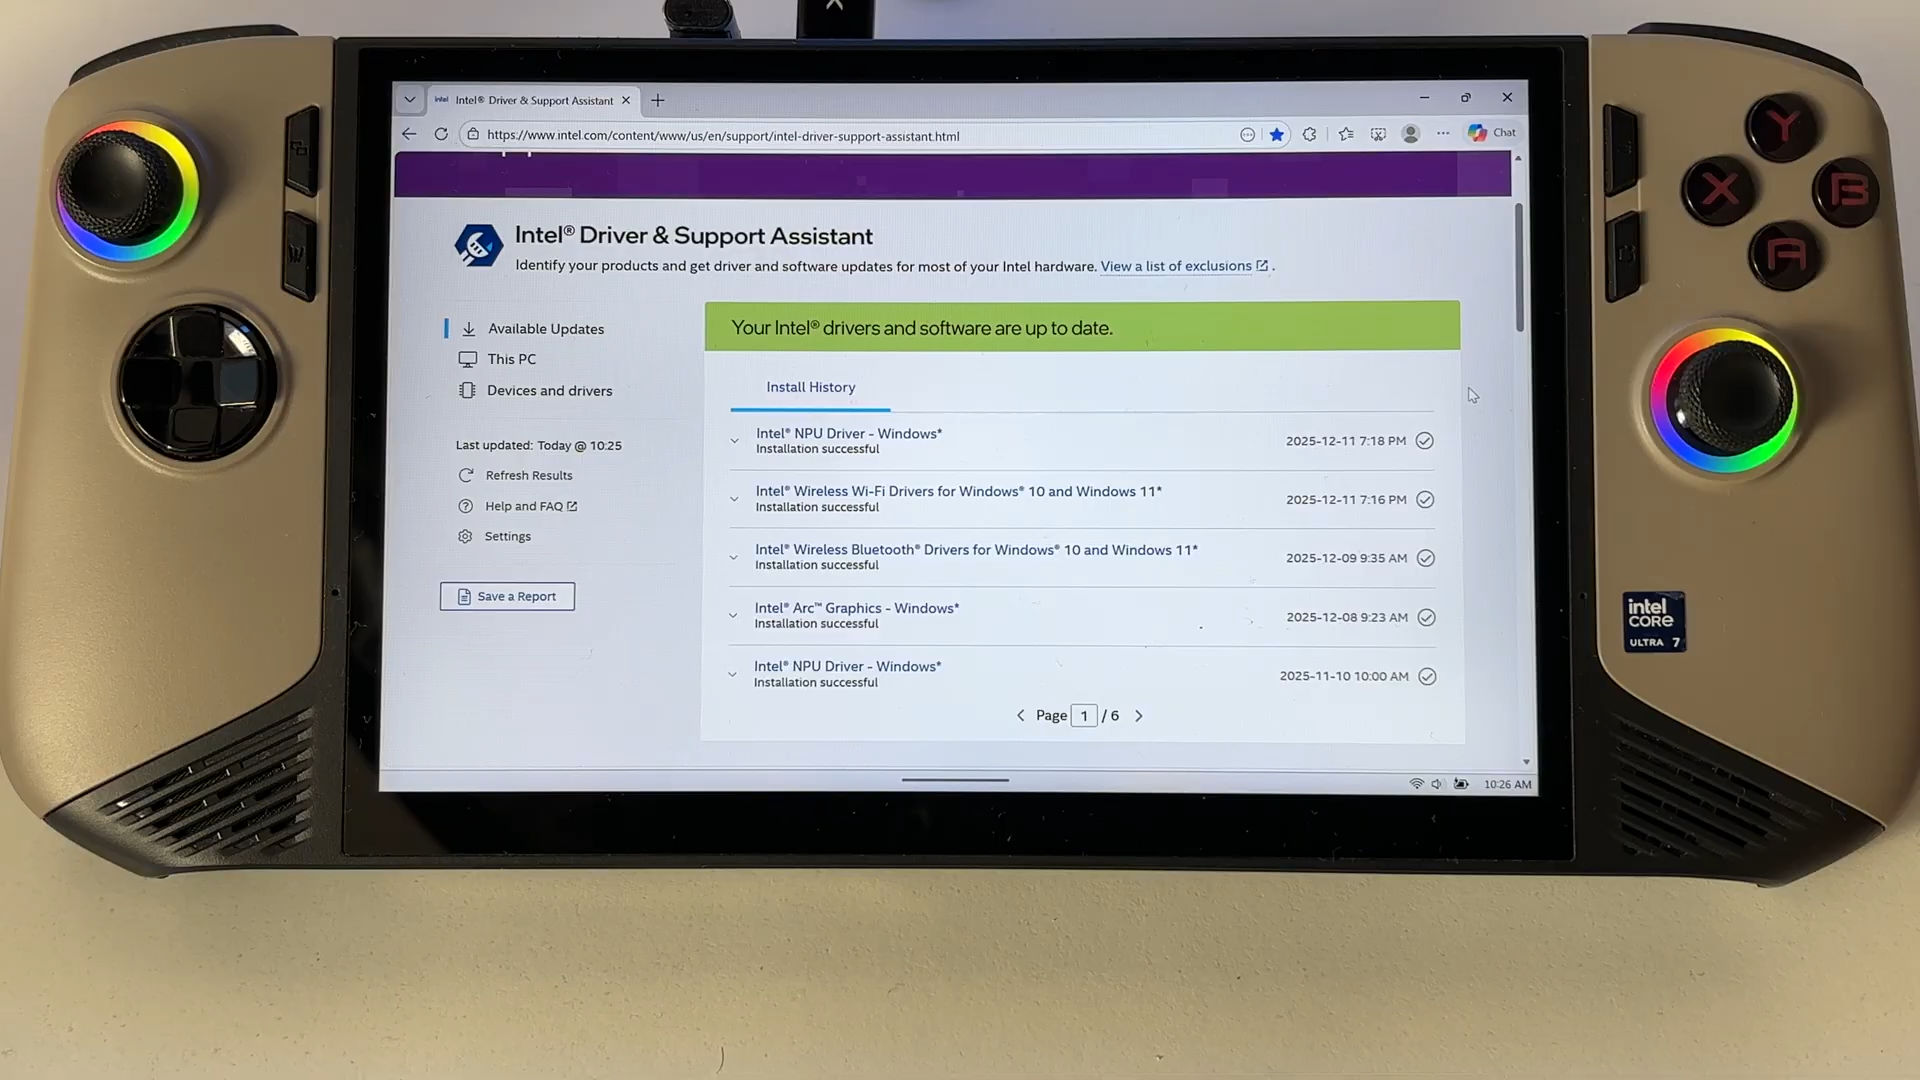 intel Intel® Driver & Support Assistant
https://www.intel.com/content/www/us/en/support/intel-driver-support-assistant.html
Chat
Intel® Driver & Support Assistant
Identify your products and get driver and software updates for most of your Intel hardware. View a list of exclusions .
Available Updates
This PC
Devices and drivers
Last updated: Today @ 10:25
Refresh Results
Help and FAQ
Settings
Save a Report
Your Intel® drivers and software are up to date.
Install History
Intel® NPU Driver - Windows*
Installation successful
2025-12-11 7:18 PM
Intel® Wireless Wi-Fi Drivers for Windows® 10 and Windows 11*
Installation successful
2025-12-11 7:16 PM
Intel® Wireless Bluetooth® Drivers for Windows® 10 and Windows 11*
Installation successful
2025-12-09 9:35 AM
Intel® Arc™ Graphics - Windows*
Installation successful
2025-12-08 9:23 AM
Intel® NPU Driver - Windows*
Installation successful
2025-11-10 10:00 AM
Page 1 / 6
10:26 AM
Y
X
B
A
intel
CORE
ULTRA 7